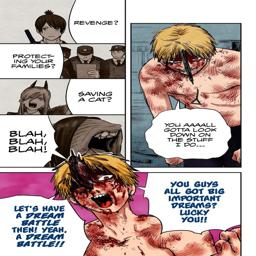 REVENGE?
PROTECT-
ING YOUR
FAMILIES?
SAVING
A CAT?
BLAH,
BLAH,
BLAH!
YOU AAAALL
GOTTA LOOK
DOWN ON
THE STUFF
I DO...
YOU GUYS
ALL GOT BIG
IMPORTANT
DREAMS?
LUCKY
YOU!!
LET'S HAVE
A DREAM
BATTLE
THEN! YEAH,
A DREAM
BATTLE!!